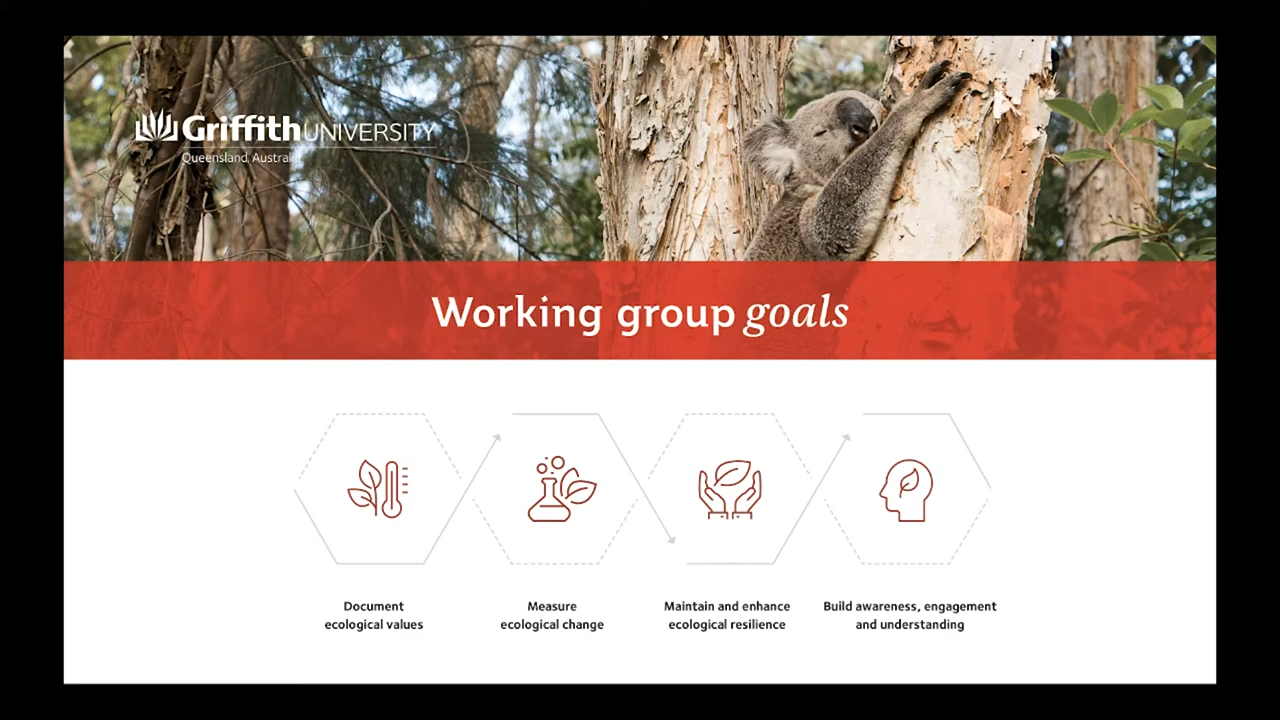 Griffith UNIVERSITY
Queensland, Australia
Working group goals
Document
ecological values
Measure
ecological change
Maintain and enhance
ecological resilience
Build awareness, engagement
and understanding